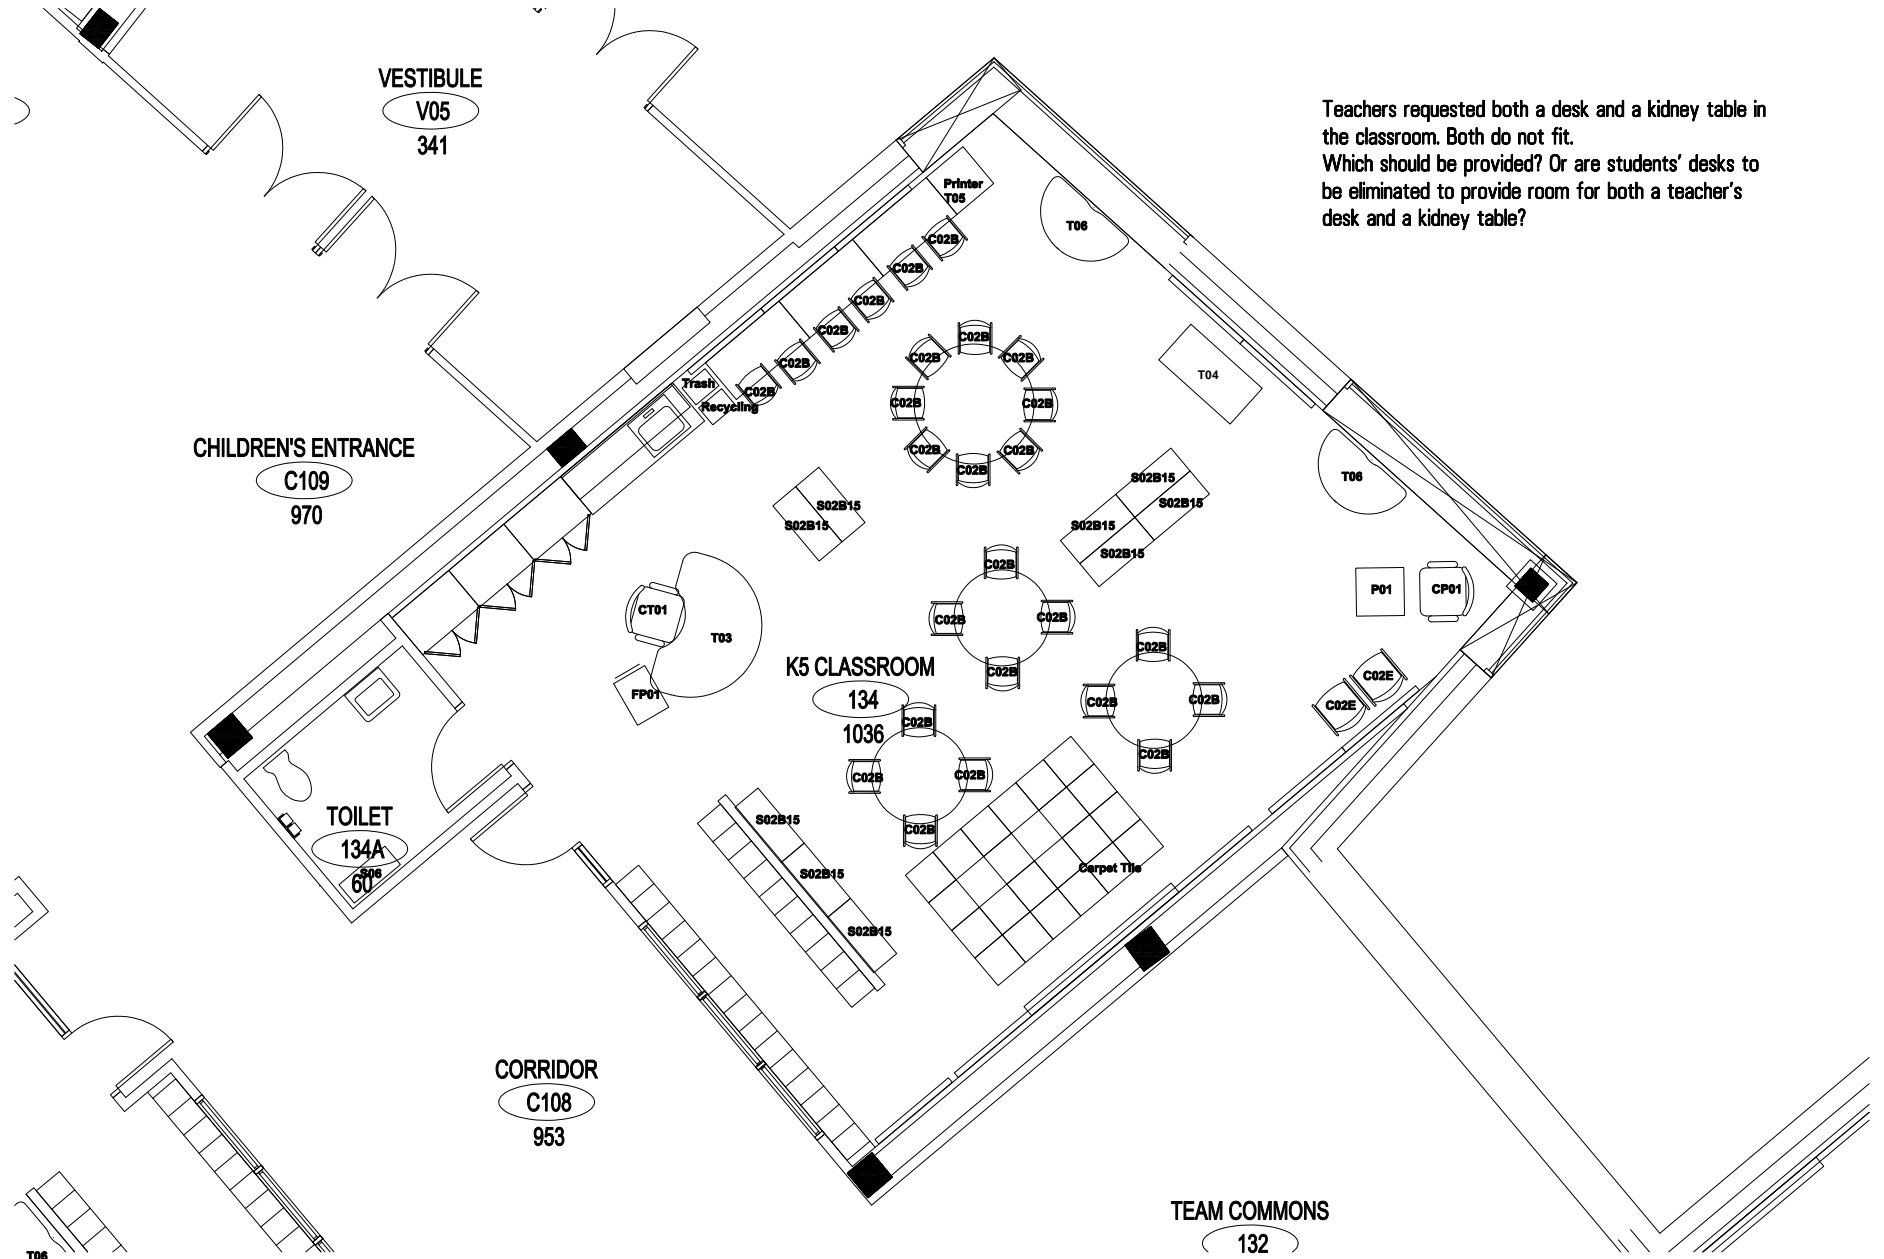 VESTIBULE
V05
341
Teachers requested both a desk and a kidney table in
the classroom. Both do not fit.
Which should be provided? Or are students' desks to
be eliminated to provide room for both a teacher's
desk and a kidney table?
Printer
T05
T06
C02B
C02B
C02B
C02B
C02B
C02B
Trash
Recycling
C02B
C02B
C02B
C02B
C02B
C02B
C02B
C02B
T04
CHILDREN'S ENTRANCE
C109
970
T06
S02B15
S02B15
S02B15
S02B15
S02B15
S02B15
C02B
C02B
C02B
C02B
P01
CP01
CT01
T03
FP01
K5 CLASSROOM
134
1036
C02B
C02B
C02B
C02B
C02E
C02E
C02B
C02B
C02B
C02B
TOILET
134A
60
S06
S02B15
S02B15
S02B15
Carpet Tile
CORRIDOR
C108
953
TEAM COMMONS
132
T06